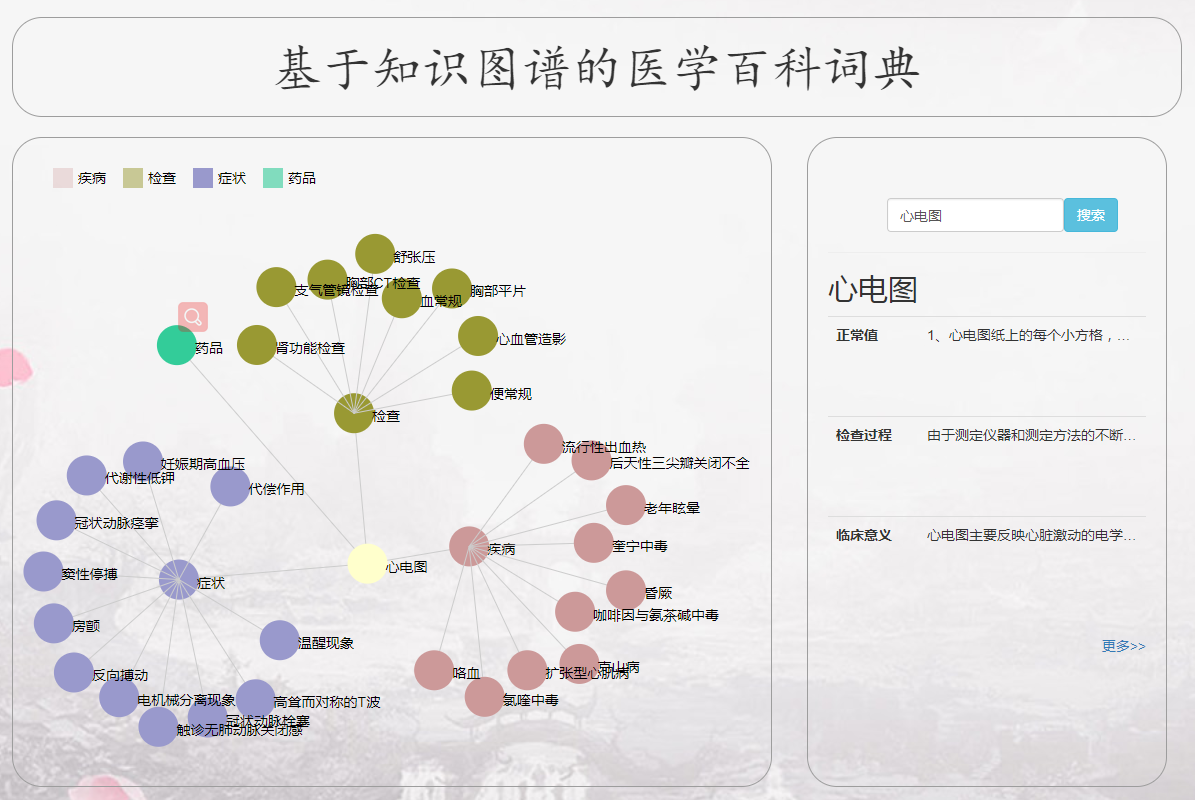 基于知识图谱的医学百科词典
疾病 检查 症状 药品
舒张压
胸部CT检查
支气管镜检查
血常规
胸部平片
药品
肾功能检查
心血管造影
便常规
检查
流行性出血热
妊娠期高血压
后天性三尖瓣关闭不全
代谢性低钾
代偿作用
老年眩晕
冠状动脉痉挛
奎宁中毒
疾病
心电图
窦性停搏
症状
昏厥
咖啡因与氨茶碱中毒
房颤
温醒现象
克山病
咯血
扩张型心肌病
反向搏动
电机械分离现象
氯喹中毒
高耸而对称的T波
冠状动脉栓塞
触诊无肺动脉关闭感
心电图 搜索
心电图
正常值 1、心电图纸上的每个小方格，...
检查过程 由于测定仪器和测定方法的不断...
临床意义 心电图主要反映心脏激动的电学...
更多>>